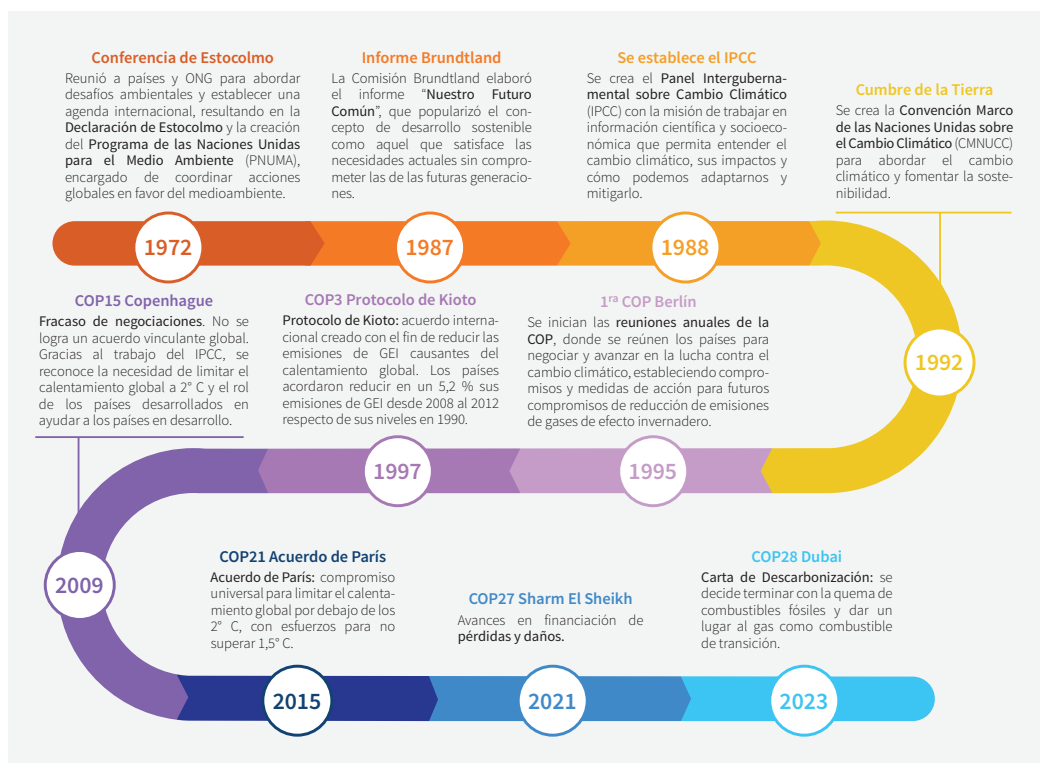 Conferencia de Estocolmo
Reunió a países y ONG para abordar
desafíos ambientales y establecer una
agenda internacional, resultando en la
Declaración de Estocolmo y la creación
del Programa de las Naciones Unidas
para el Medio Ambiente (PNUMA),
encargado de coordinar acciones
globales en favor del medioambiente.
1972
Informe Brundtland
La Comisión Brundtland elaboró
el informe “Nuestro Futuro
Común”, que popularizó el con-
cepto de desarrollo sostenible
como aquel que satisface las
necesidades actuales sin compro-
meter las de las futuras generacio-
nes.
1987
Se establece el IPCC
Se crea el Panel Interguberna-
mental sobre Cambio Climático
(IPCC) con la misión de trabajar en
información científica y socioeco-
nómica que permita entender el
cambio climático, sus impactos y
cómo podemos adaptarnos y
mitigarlo.
1988
Cumbre de la Tierra
Se crea la Convención Marco
de las Naciones Unidas sobre
el Cambio Climático (CMNUCC)
para abordar el cambio
climático y fomentar la soste-
nibilidad.
1992
1ra COP Berlín
Se inician las reuniones anuales de la
COP, donde se reúnen los países para
negociar y avanzar en la lucha contra el
cambio climático, estableciendo compro-
misos y medidas de acción para futuros
compromisos de reducción de emisiones
de gases de efecto invernadero.
1995
COP3 Protocolo de Kioto
Protocolo de Kioto: acuerdo interna-
cional creado con el fin de reducir las
emisiones de GEI causantes del
calentamiento global. Los países
acordaron reducir en un 5,2 % sus
emisiones de GEI desde 2008 al 2012
respecto de sus niveles en 1990.
1997
COP15 Copenhague
Fracaso de negociaciones. No se
logra un acuerdo vinculante global.
Gracias al trabajo del IPCC, se
reconoce la necesidad de limitar el
calentamiento global a 2° C y el rol
de los países desarrollados en
ayudar a los países en desarrollo.
2009
COP21 Acuerdo de París
Acuerdo de París: compromiso
universal para limitar el calenta-
miento global por debajo de los
2° C, con esfuerzos para no
superar 1,5° C.
2015
COP27 Sharm El Sheikh
Avances en financiación de
pérdidas y daños.
2021
COP28 Dubai
Carta de Descarbonización: se
decide terminar con la quema de
combustibles fósiles y dar un
lugar al gas como combustible
de transición.
2023